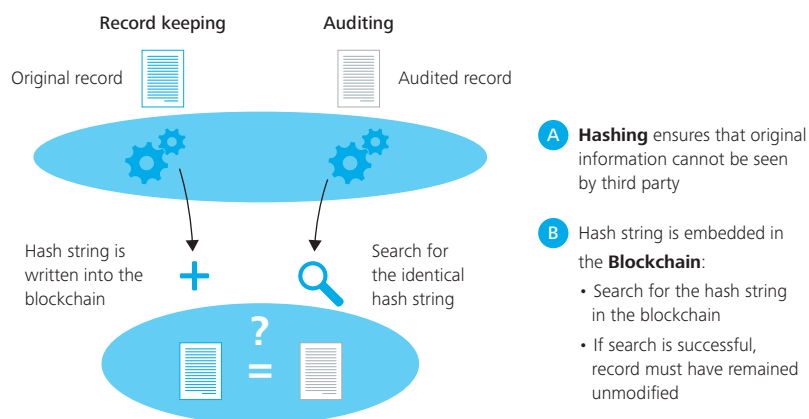 Record keeping
Auditing
Original record
Audited record
Hash string is
written into the
blockchain
+
Search for
the identical
hash string
?
=
A Hashing ensures that original
information cannot be seen
by third party
B Hash string is embedded in
the Blockchain:
• Search for the hash string
in the blockchain
• If search is successful,
record must have remained
unmodified